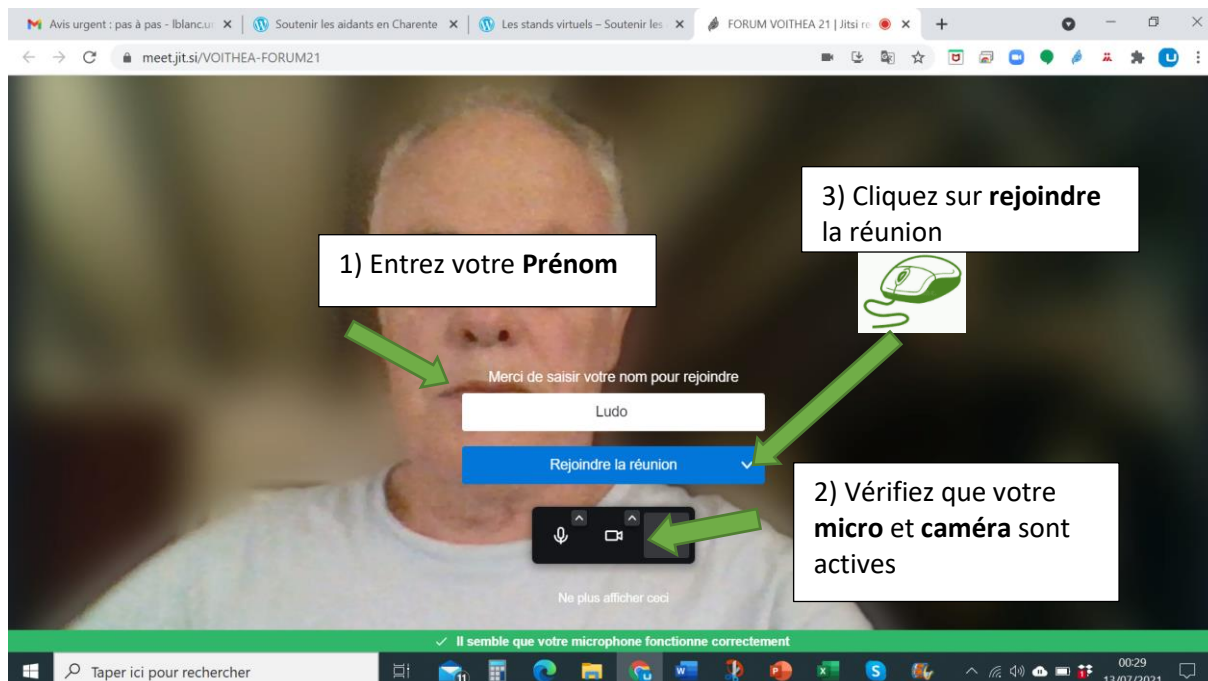 Avis urgent : pas à pas - lblanc.u
Soutenir les aidants en Charente
Les stands virtuels – Soutenir les
FORUM VOITHEA 21 | Jitsi re
meet.jit.si/VOITHEA-FORUM21
3) Cliquez sur rejoindre
la réunion
1) Entrez votre Prénom
Merci de saisir votre nom pour rejoindre
Ludo
Rejoindre la réunion
2) Vérifiez que votre
micro et caméra sont
actives
Ne plus afficher ceci
Il semble que votre microphone fonctionne correctement
Taper ici pour rechercher
11
00:29
13/07/2021